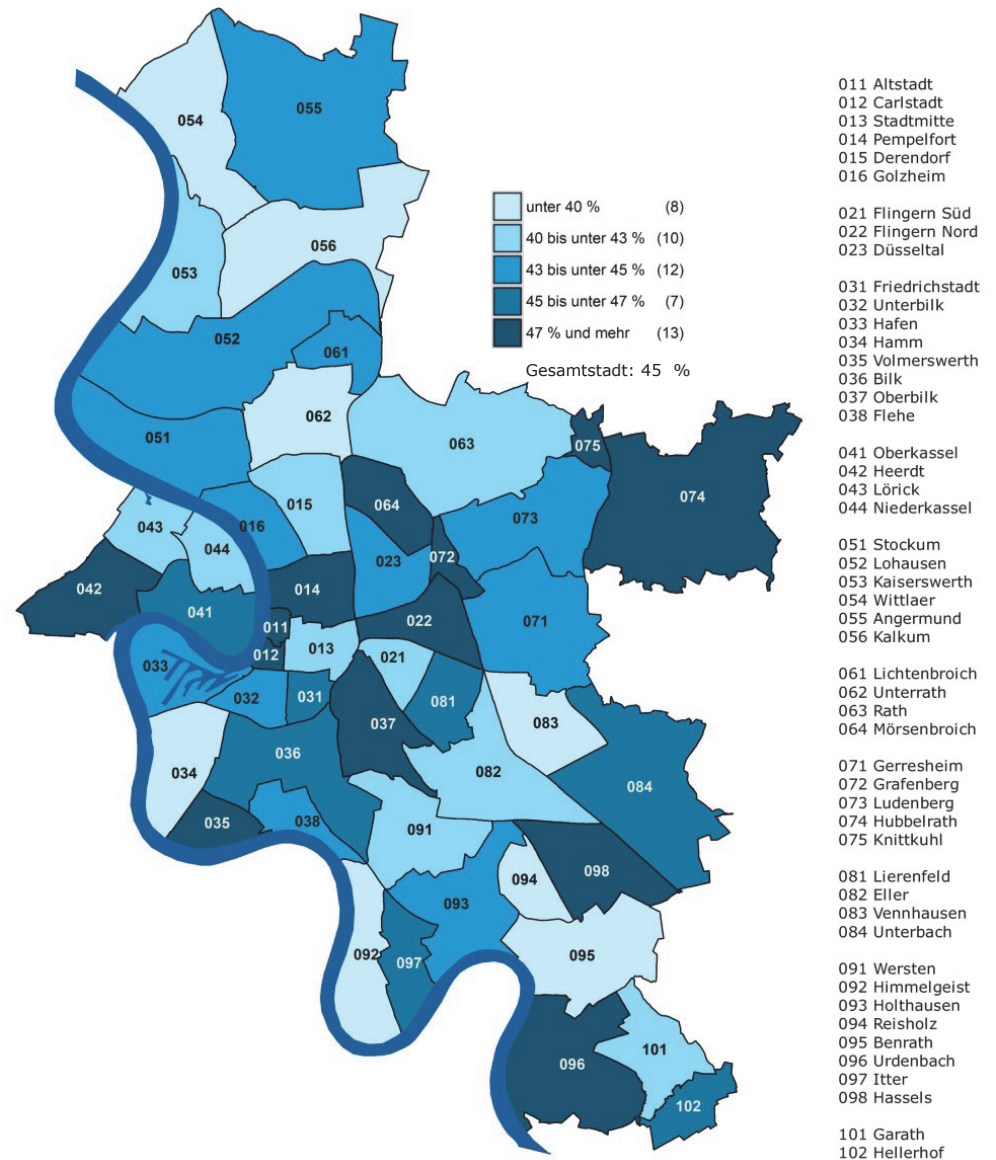 055
054
056
053
052
061
062
051
063
075
074
015
064
043
016
073
044
023
072
042
014
041
011
022
071
012
013
021
033
032
031
081
037
083
034
036
082
084
035
038
091
094
098
093
092
097
095
096
101
102
unter 40 % (8)
40 bis unter 43 % (10)
43 bis unter 45 % (12)
45 bis unter 47 % (7)
47 % und mehr (13)
Gesamtstadt: 45 %
011 Altstadt
012 Carlstadt
013 Stadtmitte
014 Pempelfort
015 Derendorf
016 Golzheim
021 Flingern Süd
022 Flingern Nord
023 Düsseltal
031 Friedrichstadt
032 Unterbilk
033 Hafen
034 Hamm
035 Volmerswerth
036 Bilk
037 Oberbilk
038 Flehe
041 Oberkassel
042 Heerdt
043 Lörick
044 Niederkassel
051 Stockum
052 Lohausen
053 Kaiserswerth
054 Wittlaer
055 Angermund
056 Kalkum
061 Lichtenbroich
062 Unterrath
063 Rath
064 Mörsenbroich
071 Gerresheim
072 Grafenberg
073 Ludenberg
074 Hubbelrath
075 Knittkuhl
081 Lierenfeld
082 Eller
083 Vennhausen
084 Unterbach
091 Wersten
092 Himmelgeist
093 Holthausen
094 Reisholz
095 Benrath
096 Urdenbach
097 Itter
098 Hassels
101 Garath
102 Hellerhof